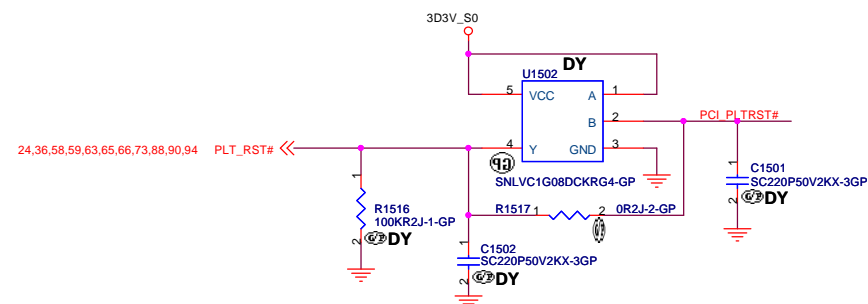 3D3V_S0
DY
U1502
5 VCC A 1
B 2 PCI_PLTRST#
24,36,58,59,63,65,66,73,88,90,94 PLT_RST# 4 Y GND 3
SNLVC1G08DCKRG4-GP
1 C1501
SC220P50V2KX-3GP
2 DY
1 R1516
100KR2J-1-GP
2 DY
R1517 1 2 0R2J-2-GP
1 C1502
SC220P50V2KX-3GP
2 DY